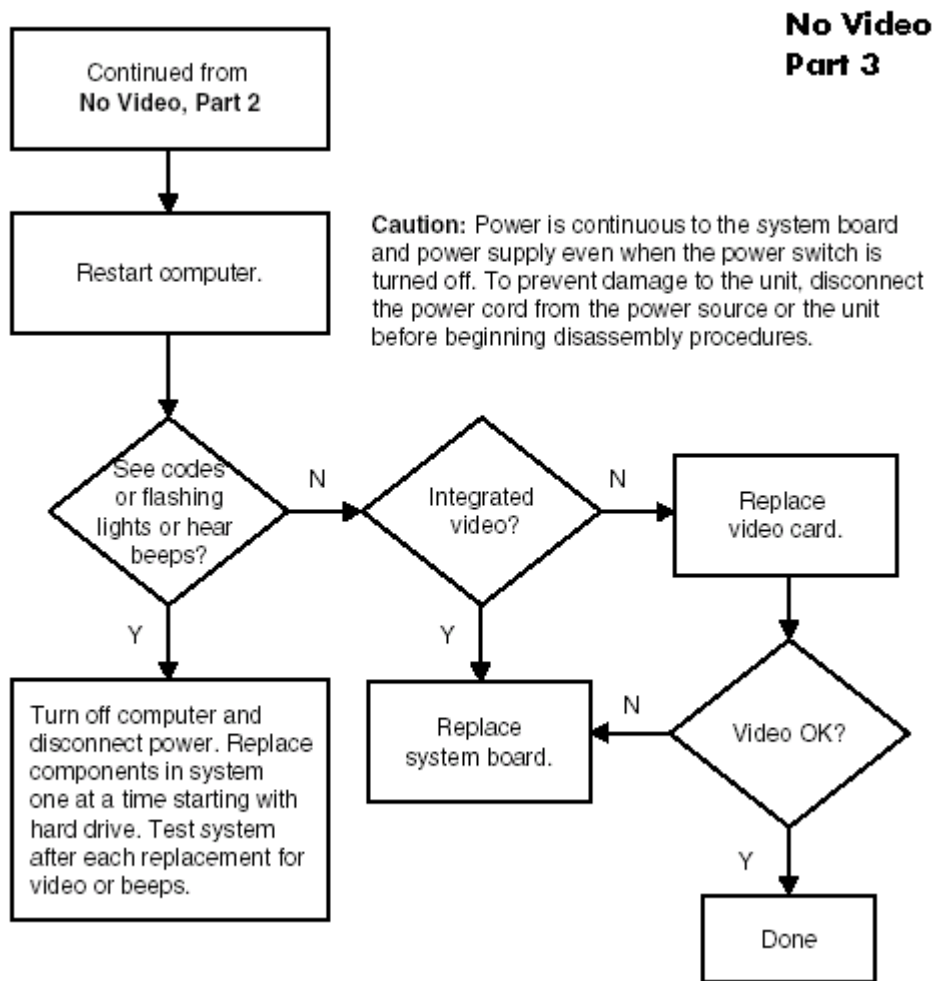 No Video
Part 3
Continued from
No Video, Part 2
Restart computer.
Caution: Power is continuous to the system board
and power supply even when the power switch is
turned off. To prevent damage to the unit, disconnect
the power cord from the power source or the unit
before beginning disassembly procedures.
See codes
or flashing
lights or hear
beeps?
N
Integrated
video?
N
Replace
video card.
Y
Y
Turn off computer and
disconnect power. Replace
components in system
one at a time starting with
hard drive. Test system
after each replacement for
video or beeps.
Replace
system board.
N
Video OK?
Y
Done